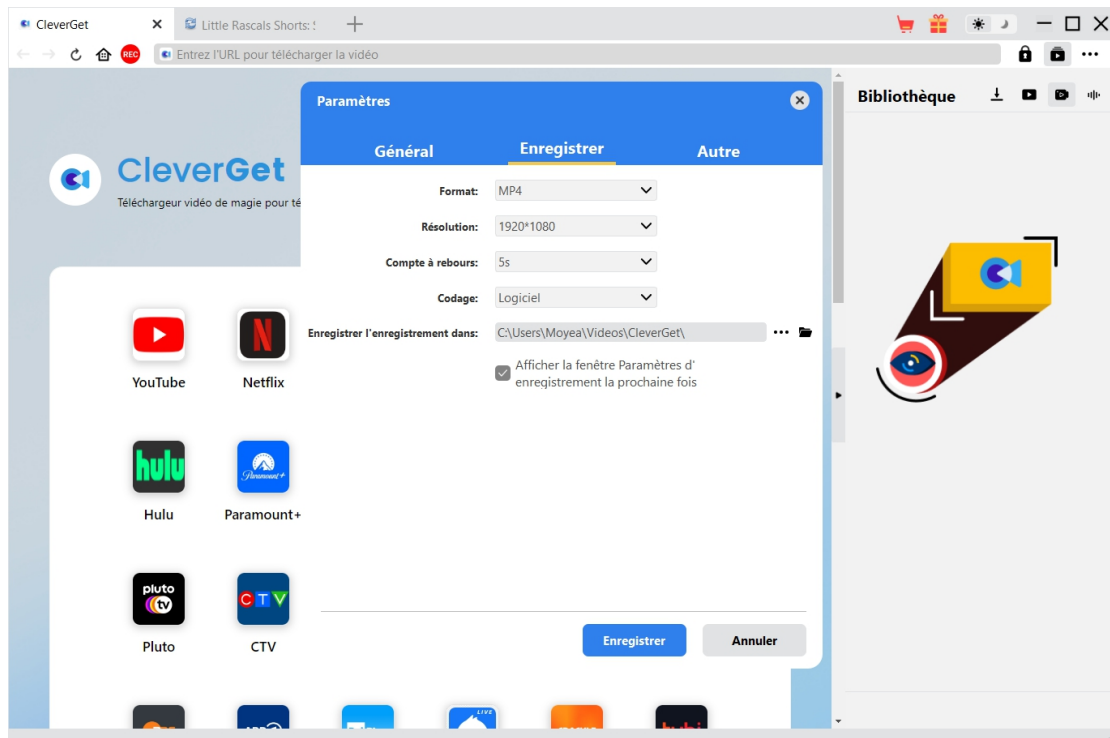 CleverGet
Little Rascals Shorts:
REC
Entrez l'URL pour télécharger la vidéo
Paramètres
Général
Enregistrer
Autre
Bibliothèque
CleverGet
Téléchargeur vidéo de magie pour té
Format:
MP4
Résolution:
1920*1080
Compte à rebours:
5s
Codage:
Logiciel
Enregistrer l'enregistrement dans:
C:\Users\Moyea\Videos\CleverGet\
Afficher la fenêtre Paramètres d'
enregistrement la prochaine fois
YouTube
Netflix
hulu
Paramount+
Hulu
Paramount+
pluto
tv
CTV
Pluto
CTV
Enregistrer
Annuler
LIVE